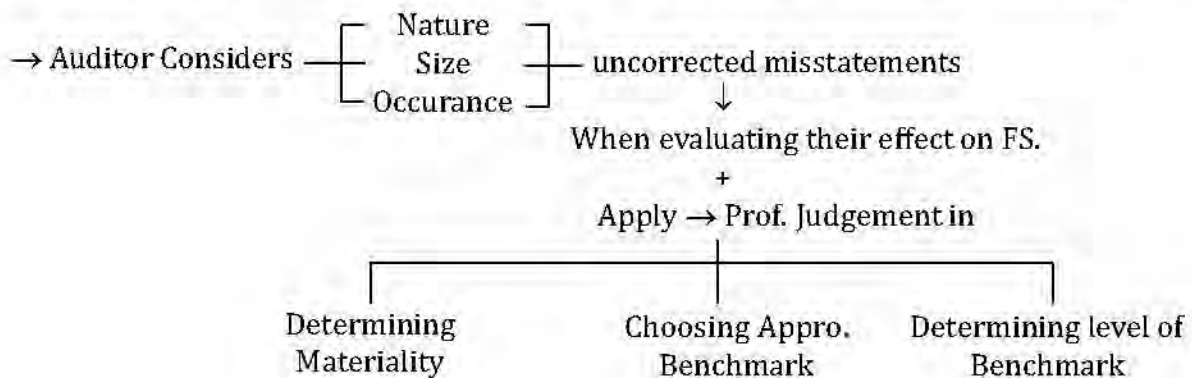 Nature
→ Auditor Considers Size uncorrected misstatements
Occurance
↓
When evaluating their effect on FS.
+
Apply → Prof. Judgement in
Determining Materiality
Choosing Appro. Benchmark
Determining level of Benchmark